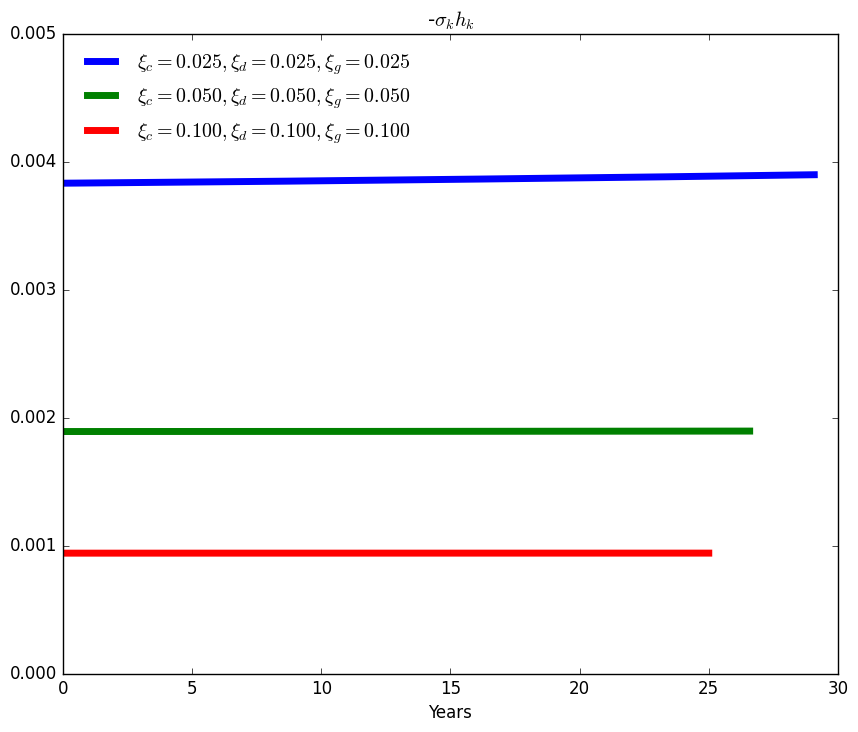 -σ_k h_k
0.005
ξ_c = 0.025, ξ_d = 0.025, ξ_g = 0.025
ξ_c = 0.050, ξ_d = 0.050, ξ_g = 0.050
ξ_c = 0.100, ξ_d = 0.100, ξ_g = 0.100
0.004
0.003
0.002
0.001
0.000
0 5 10 15 20 25 30
Years